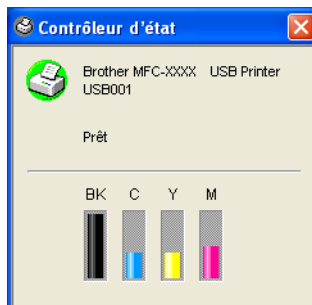 Contrôleur d'état
Brother MFC-XXXX USB Printer
USB001
Prêt
BK C Y M